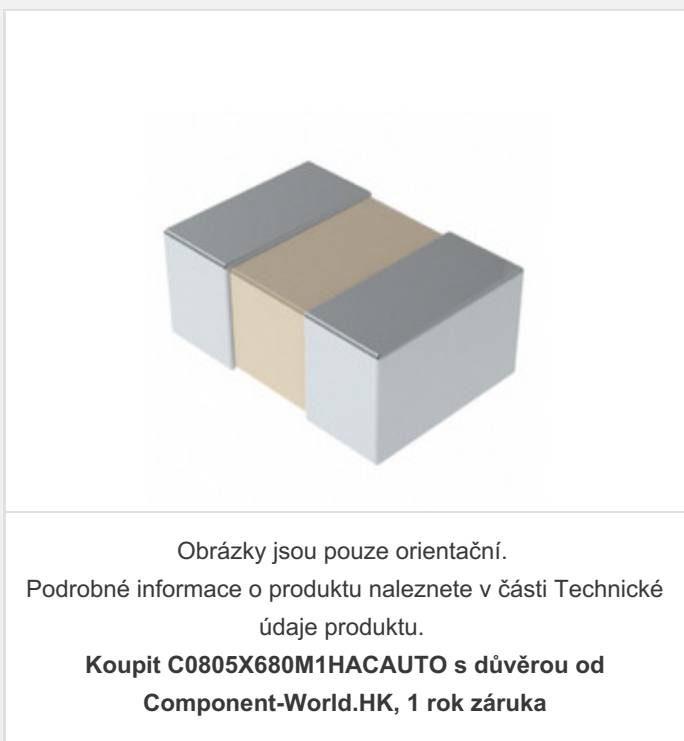 Obrázky jsou pouze orientační.
Podrobné informace o produktu naleznete v části Technické
údaje produktu.
Koupit C0805X680M1HACAUTO s důvěrou od
Component-World.HK, 1 rok záruka